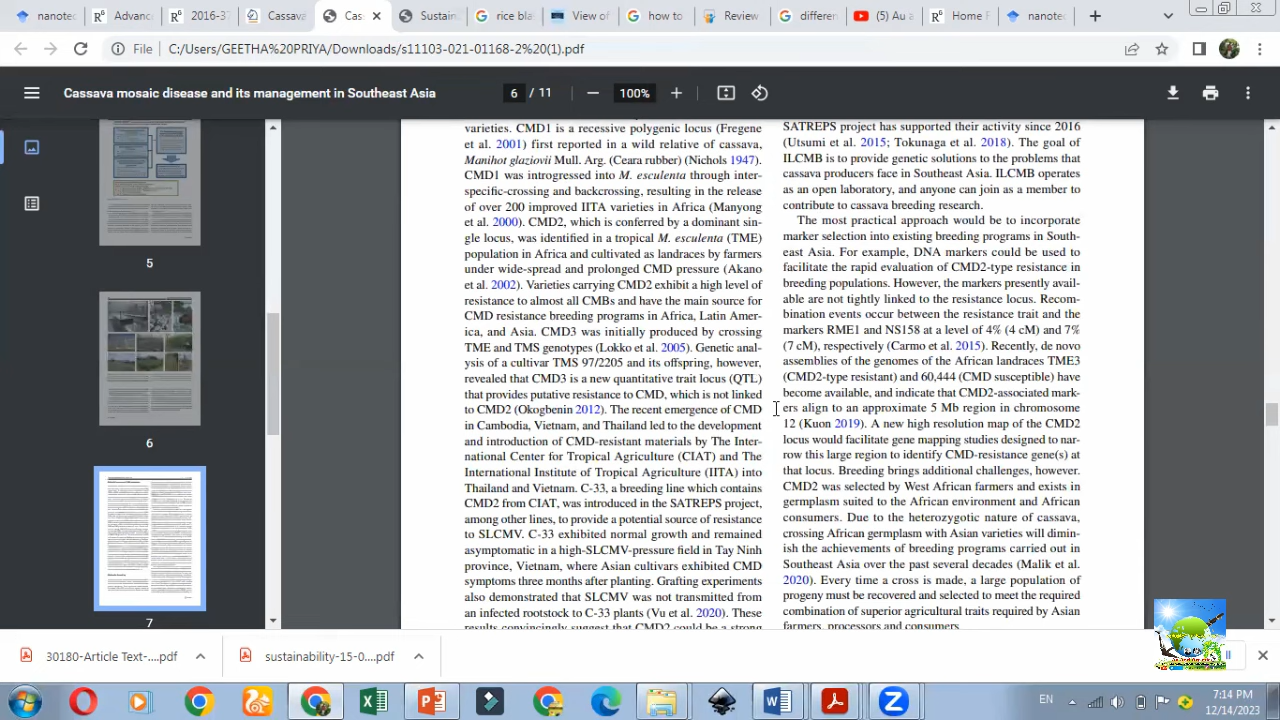 nanotec
Advanc
2016-37
Cassava
Cas
Sustain
rice bla
View of
how to
Review
differen
(5) Au a
Home F
nanotec
File
C:/Users/GEETHA%20PRIYA/Downloads/s11103-021-01168-2%20(1).pdf
Cassava mosaic disease and its management in Southeast Asia
6 / 11
100%
5
6
7
varieties. CMD1 is a recessive polygenic locus (Fregene
et al. 2001) first reported in a wild relative of cassava,
Manihot glaziovii Mull. Arg. (Ceara rubber) (Nichols 1947).
CMD1 was introgressed into M. esculenta through inter-
specific-crossing and backcrossing, resulting in the release
of over 200 improved IITA varieties in Africa (Manyong
et al. 2000). CMD2, which is conferred by a dominant sin-
gle locus, was identified in a tropical M. esculenta (TME)
population in Africa and cultivated as landraces by farmers
under wide-spread and prolonged CMD pressure (Akano
et al. 2002). Varieties carrying CMD2 exhibit a high level of
resistance to almost all CMBs and have the main source for
CMD resistance breeding programs in Africa, Latin Amer-
ica, and Asia. CMD3 was initially produced by crossing
TME and TMS genotypes (Lokko et al. 2005). Genetic anal-
ysis of a cultivar TMS 97/2205 and its offspring, however,
revealed that CMD3 is a new quantitative trait locus (QTL)
that provides putative resistance to CMD, which is not linked
to CMD2 (Okogbenin 2012). The recent emergence of CMD
in Cambodia, Vietnam, and Thailand led to the development
and introduction of CMD-resistant materials by The Inter-
national Center for Tropical Agriculture (CIAT) and The
International Institute of Tropical Agriculture (IITA) into
Thailand and Vietnam. C-33, a breeding line which contains
CMD2 from CIAT, was introduced in the SATREPS project,
among other lines, to provide a potential source of resistance
to SLCMV. C-33 exhibited normal growth and remained
asymptomatic in a high-SLCMV-pressure field in Tay Ninh
province, Vietnam, where Asian cultivars exhibited CMD
symptoms three months after planting. Grafting experiments
also demonstrated that SLCMV was not transmitted from
an infected rootstock to C-33 plants (Vu et al. 2020). These
results convincingly suggest that CMD2 could be a strong
SATREPS project has supported their activity since 2016
(Utsumi et al. 2015; Tokunaga et al. 2018). The goal of
ILCMB is to provide genetic solutions to the problems that
cassava producers face in Southeast Asia. ILCMB operates
as an open laboratory, and anyone can join as a member to
contribute to cassava breeding research.
The most practical approach would be to incorporate
marker selection into existing breeding programs in South-
east Asia. For example, DNA markers could be used to
facilitate the rapid evaluation of CMD2-type resistance in
breeding populations. However, the markers presently avail-
able are not tightly linked to the resistance locus. Recom-
bination events occur between the resistance trait and the
markers RME1 and NS158 at a level of 4% (4 cM) and 7%
(7 cM), respectively (Carmo et al. 2015). Recently, de novo
assemblies of the genomes of the African landraces TME3
(CMD2-type resistant) and 60,444 (CMD susceptible) have
become available, and indicate that CMD2-associated mark-
ers align to an approximate 5 Mb region in chromosome
12 (Kuon 2019). A new high resolution map of the CMD2
locus would facilitate gene mapping studies designed to nar-
row this large region to identify CMD-resistance gene(s) at
that locus. Breeding brings additional challenges, however.
CMD2 was selected by West African farmers and exists in
germplasm suited to the African environment and African
consumers. Due to the heterozygotic nature of cassava,
crossing African germplasm with Asian varieties will dimin-
ish the achievements of breeding programs carried out in
Southeast Asia over the past several decades (Malik et al.
2020). Every time a cross is made, a large population of
progeny must be recovered and selected to meet the required
combination of superior agricultural traits required by Asian
farmers, processors and consumers.
30180-Article Text-....pdf
sustainability-15-0....pdf
EN
7:14 PM
12/14/2023